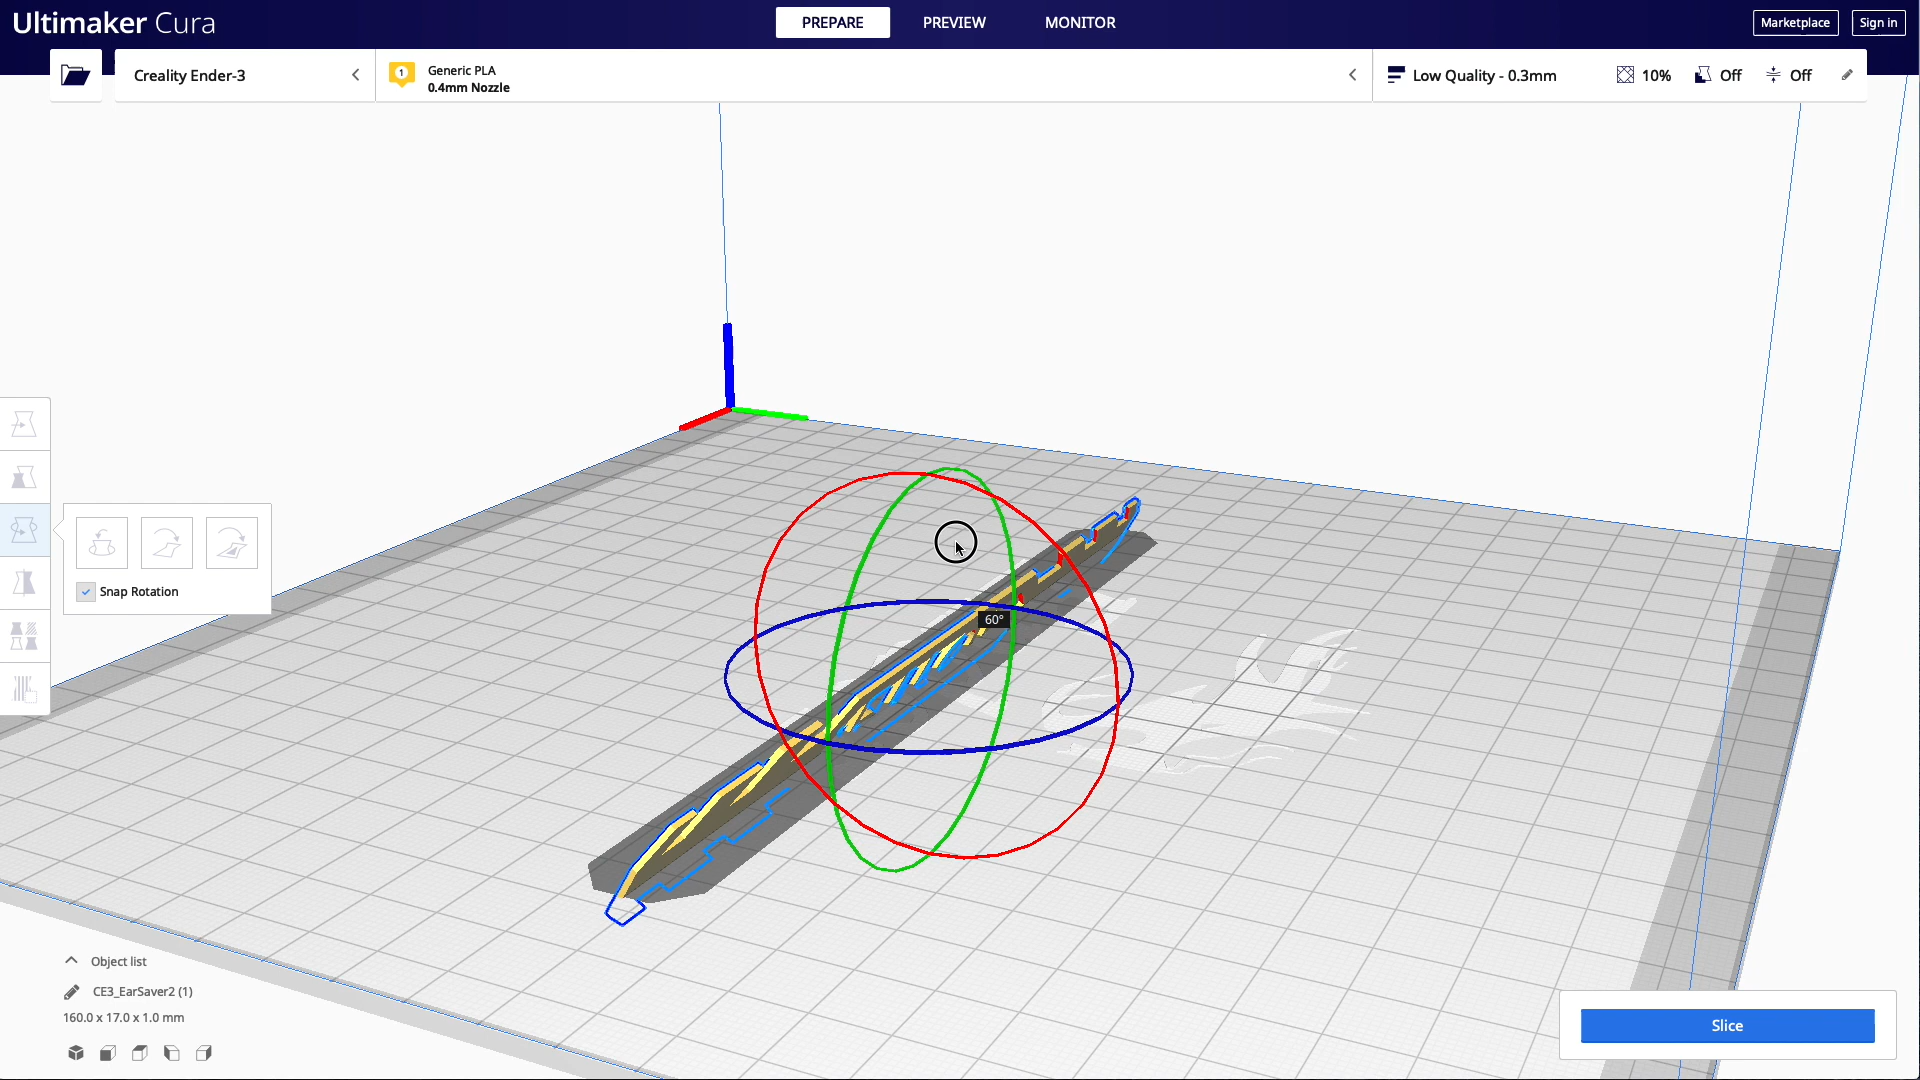 Ultimaker Cura
PREPARE
PREVIEW
MONITOR
Marketplace
Sign in
Creality Ender-3
1
Generic PLA
0.4mm Nozzle
Low Quality - 0.3mm
10%
Off
Off
60°
Snap Rotation
Object list
CE3_EarSaver2 (1)
160.0 x 17.0 x 1.0 mm
Slice